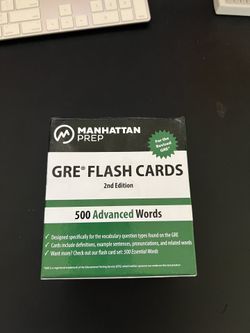 MANHATTAN
PREP
For the
Revised
GRE®
GRE® FLASH CARDS
2nd Edition
500 Advanced Words
✓ Designed specifically for the vocabulary question types found on the GRE
✓ Cards include definitions, example sentences, pronunciations, and related words
✓ Want more? Check out our flash card set: 500 Essential Words